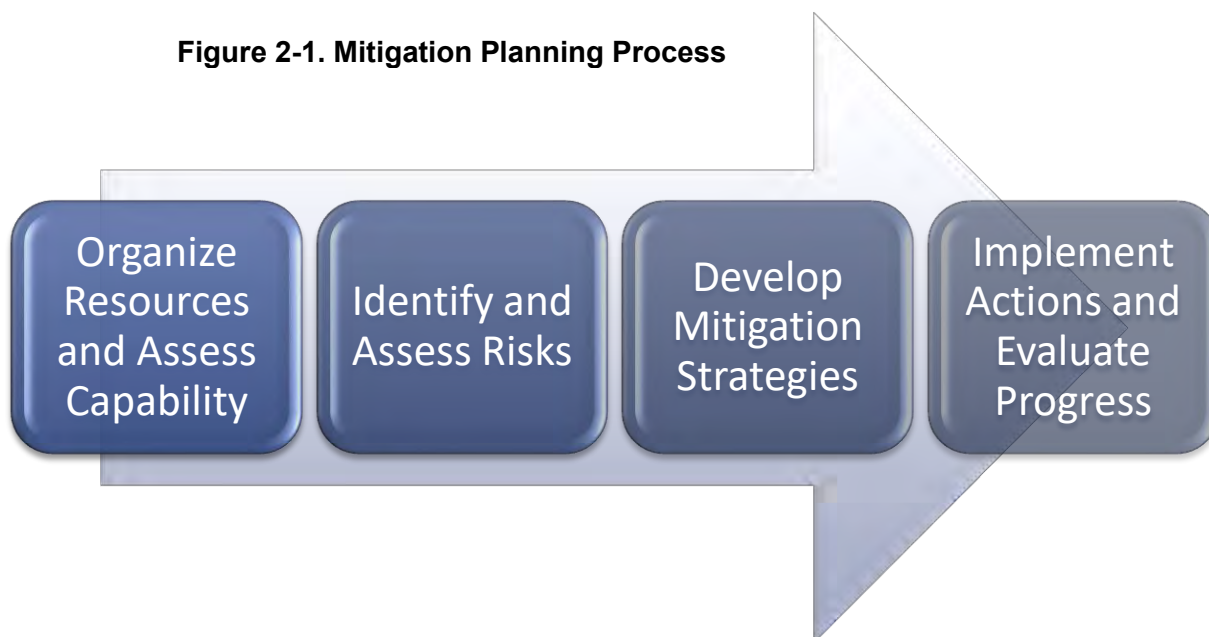 Figure 2-1. Mitigation Planning Process
Organize
Resources
and Assess
Capability
Identify and
Assess Risks
Develop
Mitigation
Strategies
Implement
Actions and
Evaluate
Progress